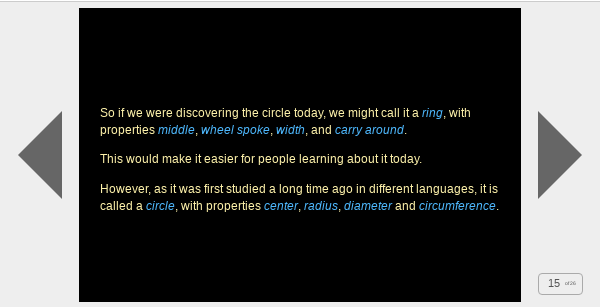 So if we were discovering the circle today, we might call it a ring, with
properties middle, wheel spoke, width, and carry around.
This would make it easier for people learning about it today.
However, as it was first studied a long time ago in different languages, it is
called a circle, with properties center, radius, diameter and circumference.
15 of 26